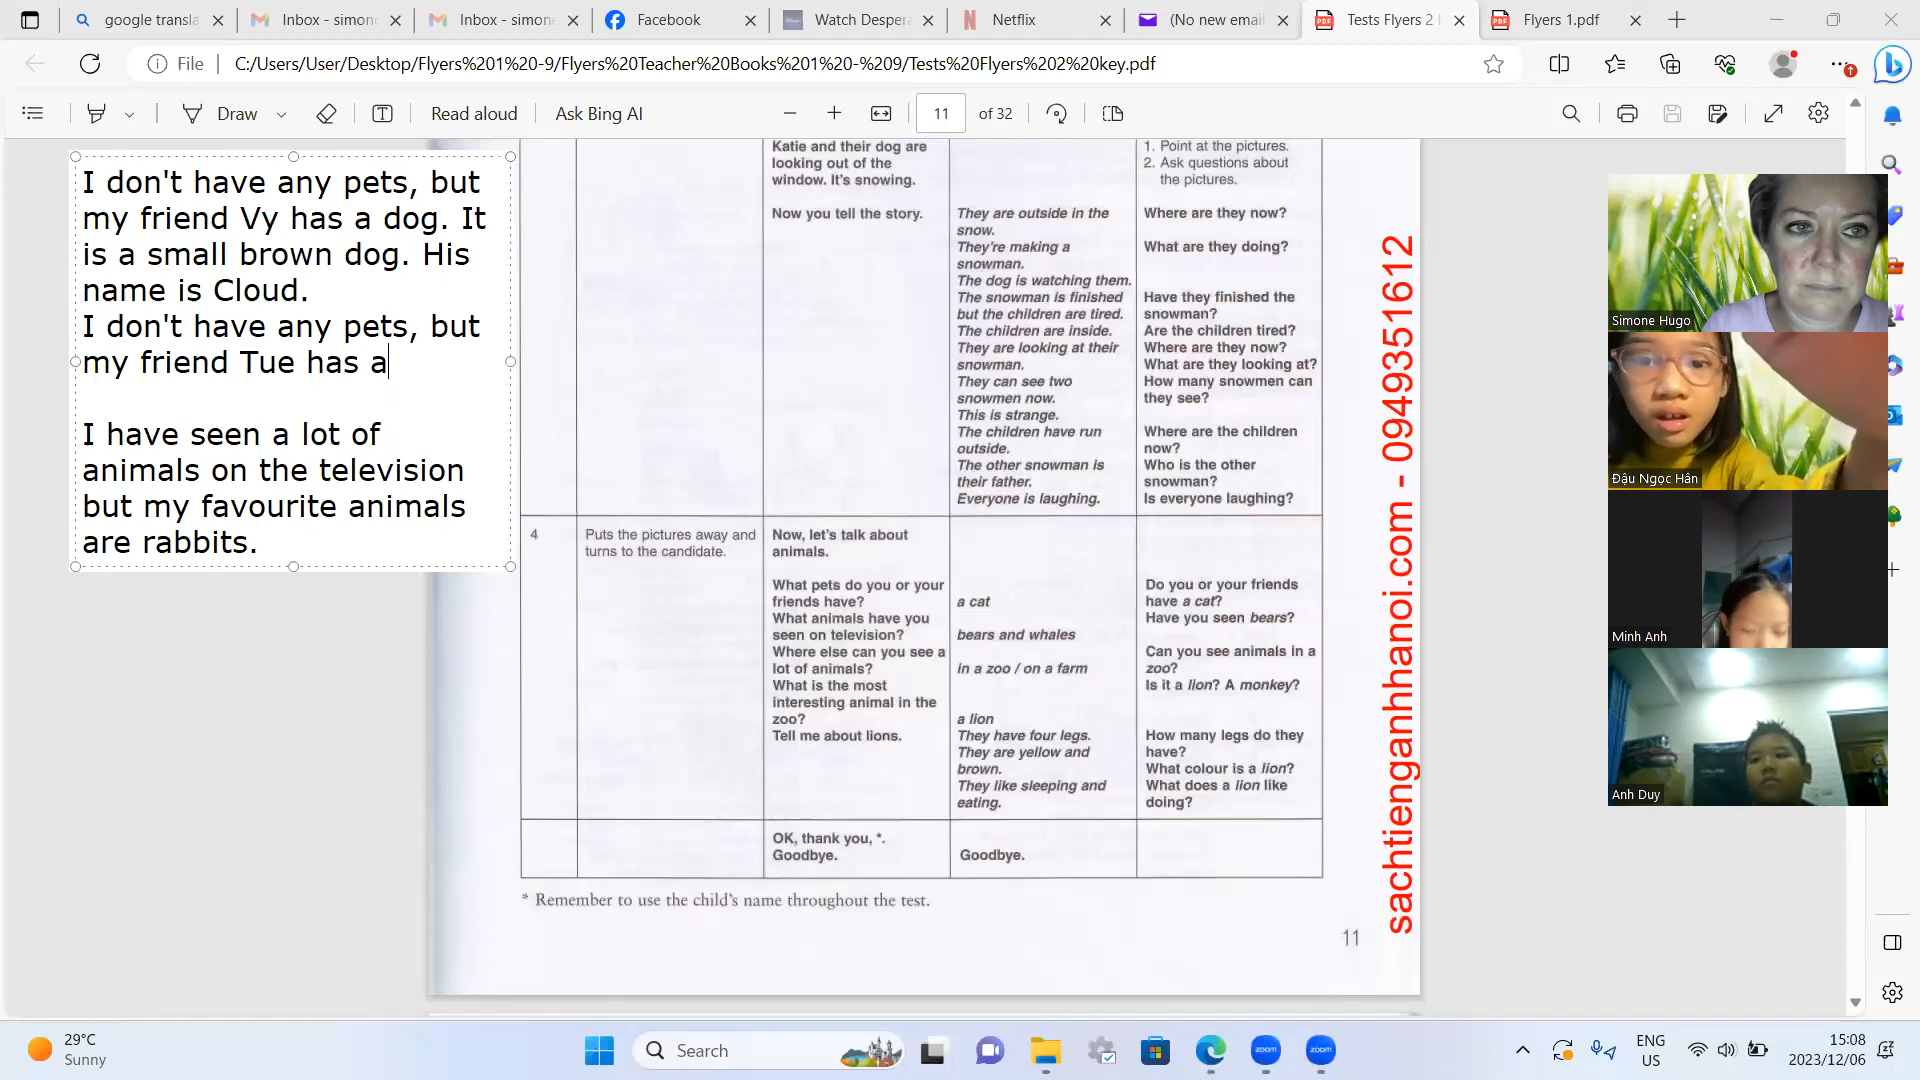 google transla
Inbox - simon
Inbox - simon
Facebook
Watch Despera
Netflix
(No new email
Tests Flyers 2 k
Flyers 1.pdf
File
C:/Users/User/Desktop/Flyers%201%20-9/Flyers%20Teacher%20Books%201%20-%209/Tests%20Flyers%202%20key.pdf
Draw
Read aloud
Ask Bing AI
11
of 32
I don't have any pets, but
my friend Vy has a dog. It
is a small brown dog. His
name is Cloud.
I don't have any pets, but
my friend Tue has a
I have seen a lot of
animals on the television
but my favourite animals
are rabbits.
Katie and their dog are
looking out of the
window. It's snowing.
Now you tell the story.
They are outside in the
snow.
They're making a
snowman.
The dog is watching them.
The snowman is finished
but the children are tired.
The children are inside.
They are looking at their
snowman.
They can see two
snowmen now.
This is strange.
The children have run
outside.
The other snowman is
their father.
Everyone is laughing.
1. Point at the pictures.
2. Ask questions about
the pictures.
Where are they now?
What are they doing?
Have they finished the
snowman?
Are the children tired?
Where are they now?
What are they looking at?
How many snowmen can
they see?
Where are the children
now?
Who is the other
snowman?
Is everyone laughing?
4
Puts the pictures away and
turns to the candidate.
Now, let's talk about
animals.
What pets do you or your
friends have?
What animals have you
seen on television?
Where else can you see a
lot of animals?
What is the most
interesting animal in the
zoo?
Tell me about lions.
a cat
bears and whales
in a zoo / on a farm
a lion
They have four legs.
They are yellow and
brown.
They like sleeping and
eating.
Do you or your friends
have a cat?
Have you seen bears?
Can you see animals in a
zoo?
Is it a lion? A monkey?
How many legs do they
have?
What colour is a lion?
What does a lion like
doing?
OK, thank you, *.
Goodbye.
Goodbye.
* Remember to use the child's name throughout the test.
11
sachtienganhhanoi.com - 0949351612
Simone Hugo
Đậu Ngọc Hân
Minh Anh
Anh Duy
29°C
Sunny
Search
zoom
zoom
ENG
US
15:08
2023/12/06